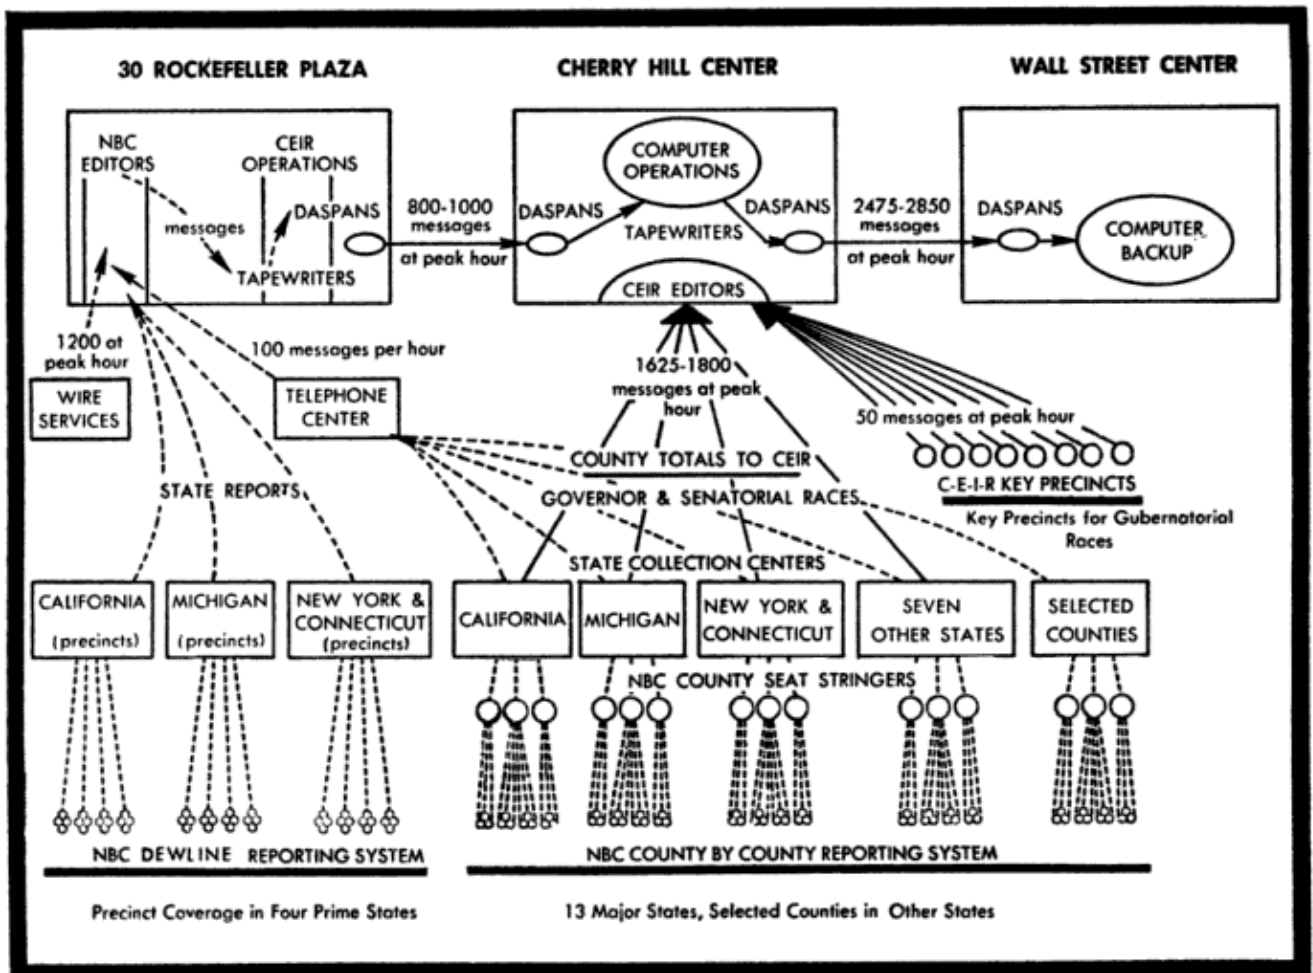 30 ROCKEFELLER PLAZA
CHERRY HILL CENTER
WALL STREET CENTER
NBC
EDITORS
CEIR
OPERATIONS
messages
DASPANS
TAPEWRITERS
800-1000
messages
at peak hour
DASPANS
COMPUTER
OPERATIONS
TAPEWRITERS
DASPANS
CEIR EDITORS
2475-2850
messages
at peak hour
DASPANS
COMPUTER
BACKUP
1200 at
peak hour
100 messages per hour
WIRE
SERVICES
TELEPHONE
CENTER
1625-1800
messages at peak
hour
50 messages at peak hour
COUNTY TOTALS TO CEIR
C-E-I-R KEY PRECINCTS
STATE REPORTS
GOVERNOR & SENATORIAL RACES
Key Precincts for Gubernatorial
Races
STATE COLLECTION CENTERS
CALIFORNIA
(precincts)
MICHIGAN
(precincts)
NEW YORK &
CONNECTICUT
(precincts)
CALIFORNIA
MICHIGAN
NEW YORK &
CONNECTICUT
SEVEN
OTHER STATES
SELECTED
COUNTIES
NBC COUNTY SEAT STRINGERS
NBC DEWLINE REPORTING SYSTEM
NBC COUNTY BY COUNTY REPORTING SYSTEM
Precinct Coverage in Four Prime States
13 Major States, Selected Counties in Other States